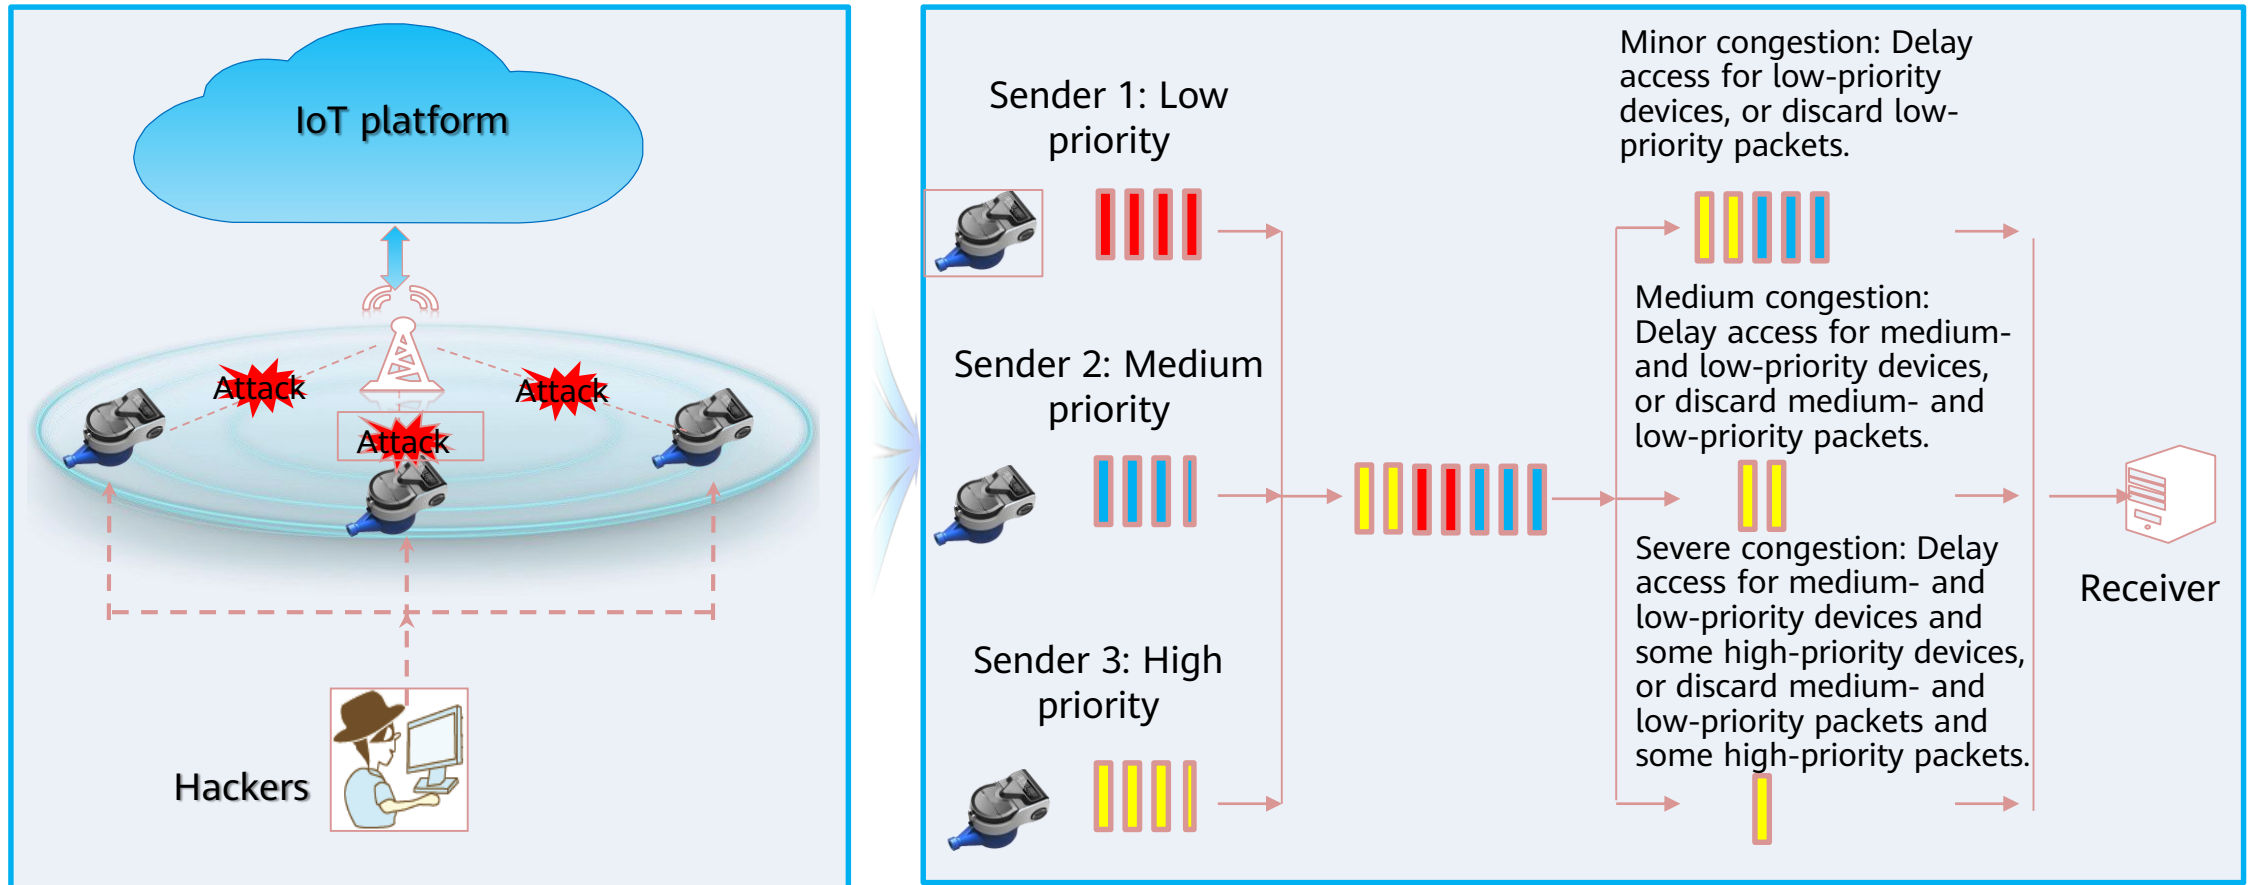 IoT platform
Attack
Attack
Attack
Hackers
Sender 1: Low
priority
Sender 2: Medium
priority
Sender 3: High
priority
Minor congestion: Delay
access for low-priority
devices, or discard low-
priority packets.
Medium congestion:
Delay access for medium-
and low-priority devices,
or discard medium- and
low-priority packets.
Severe congestion: Delay
access for medium- and
low-priority devices and
some high-priority devices,
or discard medium- and
low-priority packets and
some high-priority packets.
Receiver